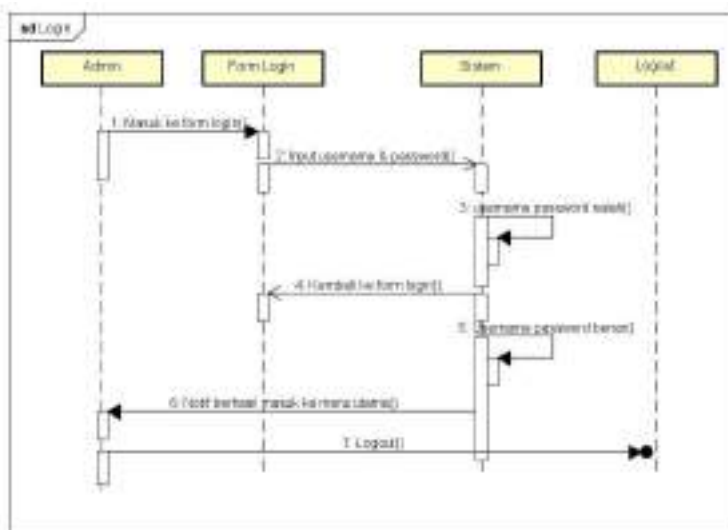 sd Login
Admin
Form Login
Sistem
Logout
1: Masuk ke form login()
2: Input username & password()
3: username password salah()
4: Kembali ke form login()
5: username password benar()
6: Notif berhasil masuk ke menu utama()
7: Logout()